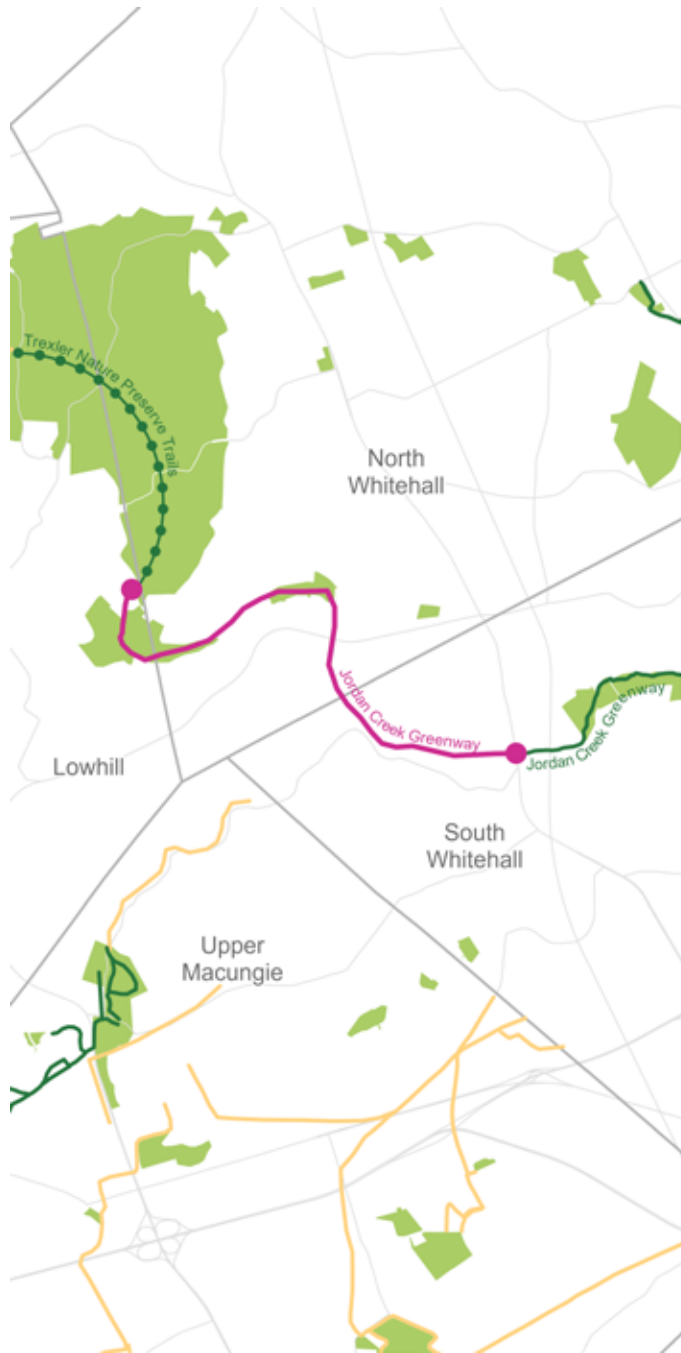 Trexler Nature Preserve Trails
North
Whitehall
Jordan Creek Greenway
Jordan Creek Greenway
Lowhill
South
Whitehall
Upper
Macungie